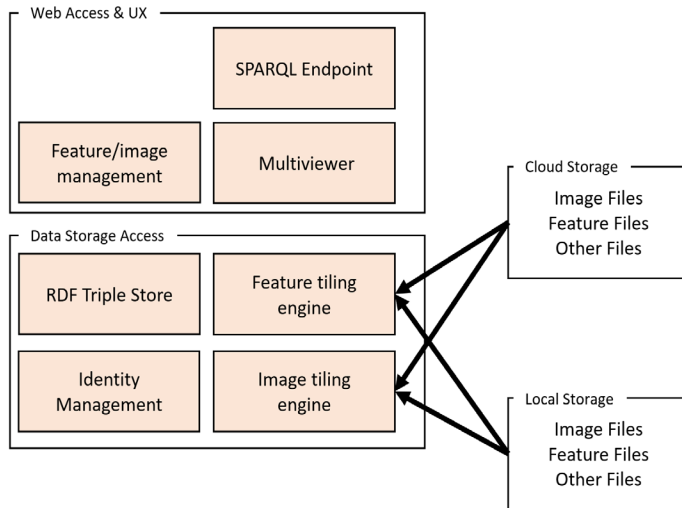 Web Access & UX
SPARQL Endpoint
Feature/image
management
Multiviewer
Data Storage Access
RDF Triple Store
Feature tiling
engine
Identity
Management
Image tiling
engine
Cloud Storage
Image Files
Feature Files
Other Files
Local Storage
Image Files
Feature Files
Other Files